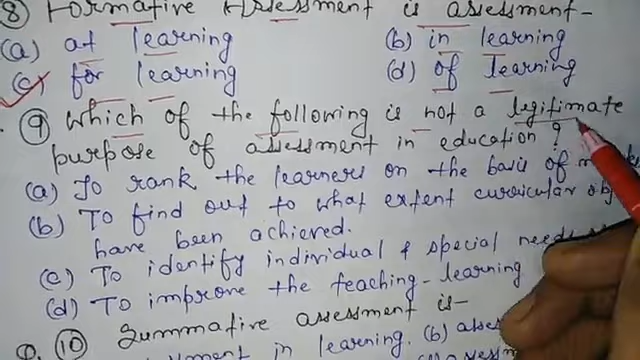 8) Formative Assessment is assessment-
(a) at learning (b) in learning
(c) for learning (d) of learning
(9) Which of the following is not a legitimate
purpose of assessment in education ?
(a) To rank the learners on the basis of
(b) To find out to what extent curricular
have been achieved.
(c) To identify individual & special needs
(d) To improve the teaching-learning
Q. (10) Summative assessment is-
in learning. (b)